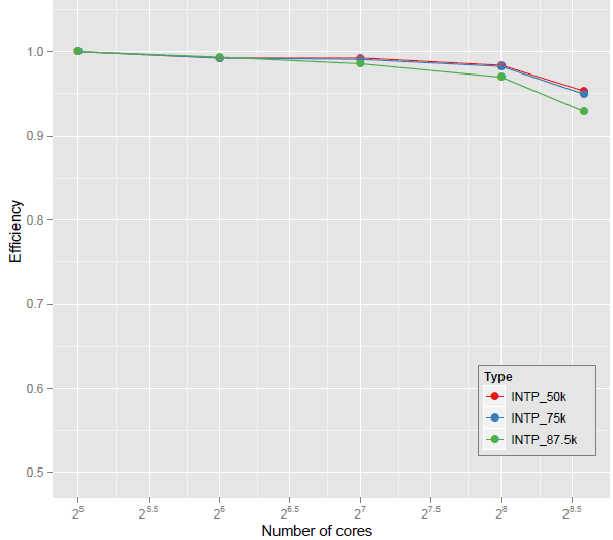 1.0
0.9
0.8
0.7
0.6
0.5
Efficiency
Type
INTP_50k
INTP_75k
INTP_87.5k
2^5 2^5.5 2^6 2^6.5 2^7 2^7.5 2^8 2^8.5
Number of cores